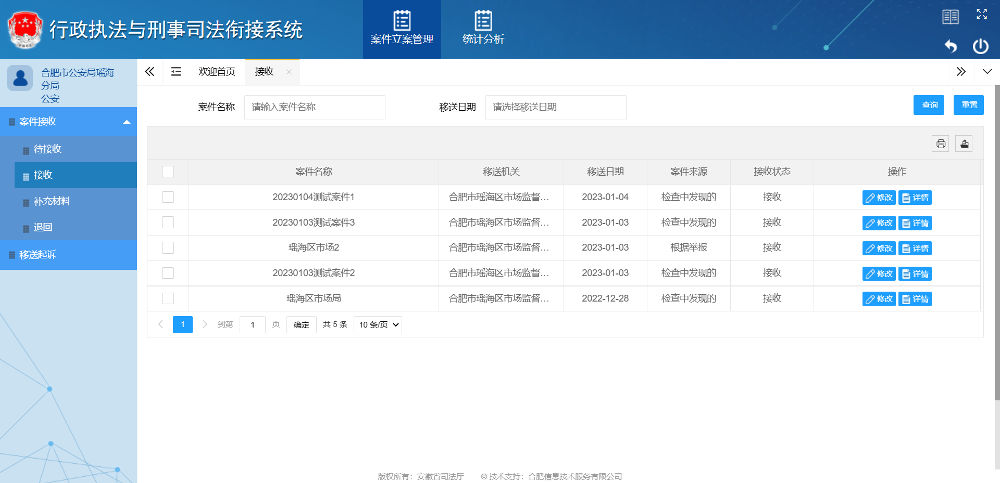 行政执法与刑事司法衔接系统
案件立案管理
统计分析
合肥市公安局瑶海
分局
公安
欢迎首页
接收
案件接收
待接收
接收
补充材料
退回
移送起诉
案件名称 请输入案件名称 移送日期 请选择移送日期 查询 重置
案件名称 移送机关 移送日期 案件来源 接收状态 操作
20230104测试案件1 合肥市瑶海区市场监督... 2023-01-04 检查中发现的 接收 修改 详情
20230103测试案件3 合肥市瑶海区市场监督... 2023-01-03 检查中发现的 接收 修改 详情
瑶海区市场2 合肥市瑶海区市场监督... 2023-01-03 根据举报 接收 修改 详情
20230103测试案件2 合肥市瑶海区市场监督... 2023-01-03 检查中发现的 接收 修改 详情
瑶海区市场局 合肥市瑶海区市场监督... 2022-12-28 检查中发现的 接收 修改 详情
1 到第 1 页 确定 共 5 条 10 条/页
版权所有：安徽省司法厅 © 技术支持：合肥信息技术服务有限公司